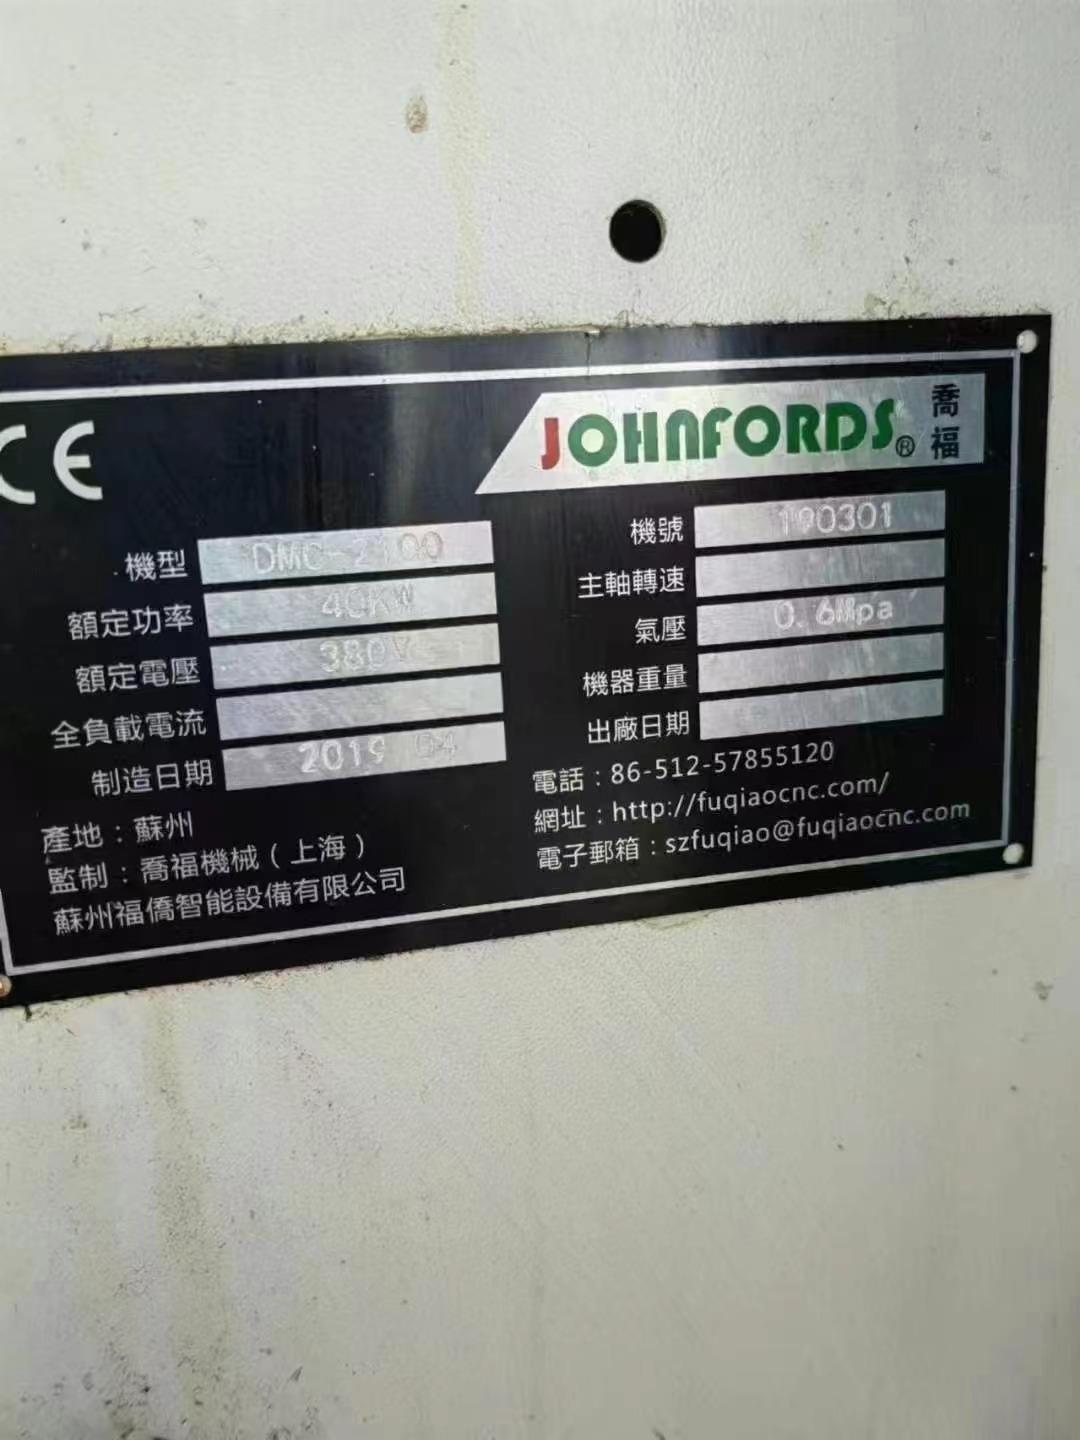 CE
JOHNFORDS® 喬福
機型 DMC-2100
額定功率 40KW
額定電壓 380V
全負載電流
制造日期 2019 04
產地：蘇州
監制：喬福機械（上海）
蘇州福僑智能設備有限公司
機號 190301
主軸轉速
氣壓 0.6Mpa
機器重量
出廠日期
電話：86-512-57855120
網址：http://fuqiaocnc.com/
電子郵箱：szfuqiao@fuqiaocnc.com